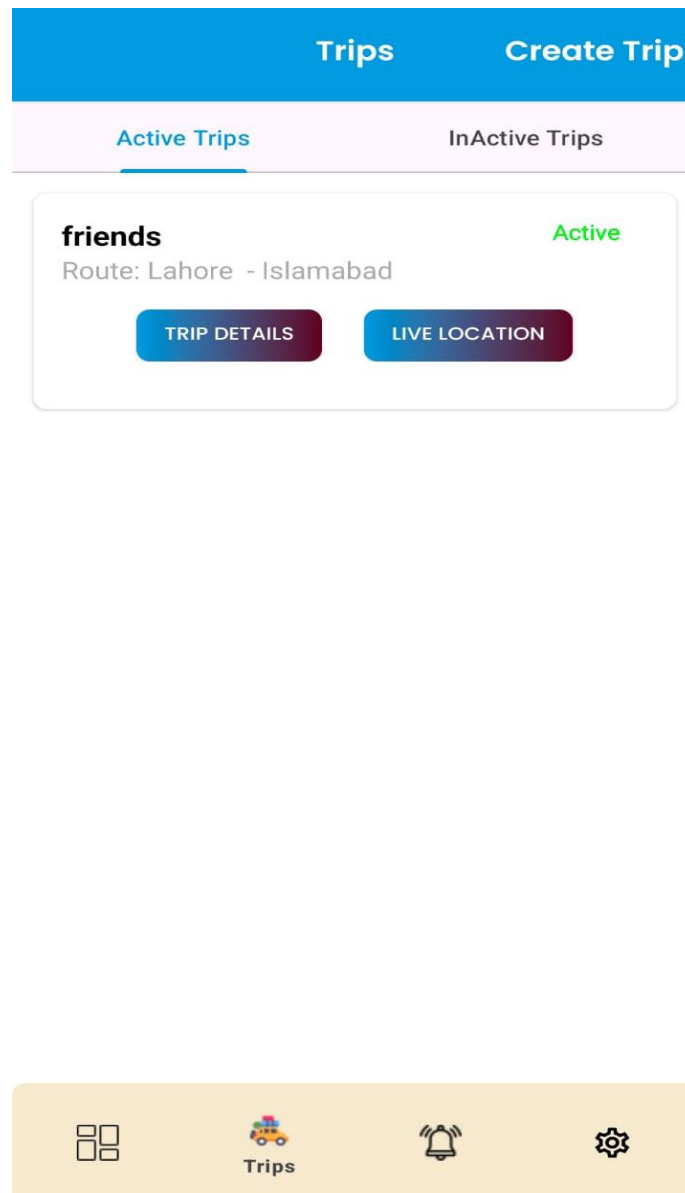 Trips Create Trip
Active Trips InActive Trips
friends Active
Route: Lahore - Islamabad
TRIP DETAILS LIVE LOCATION
Trips